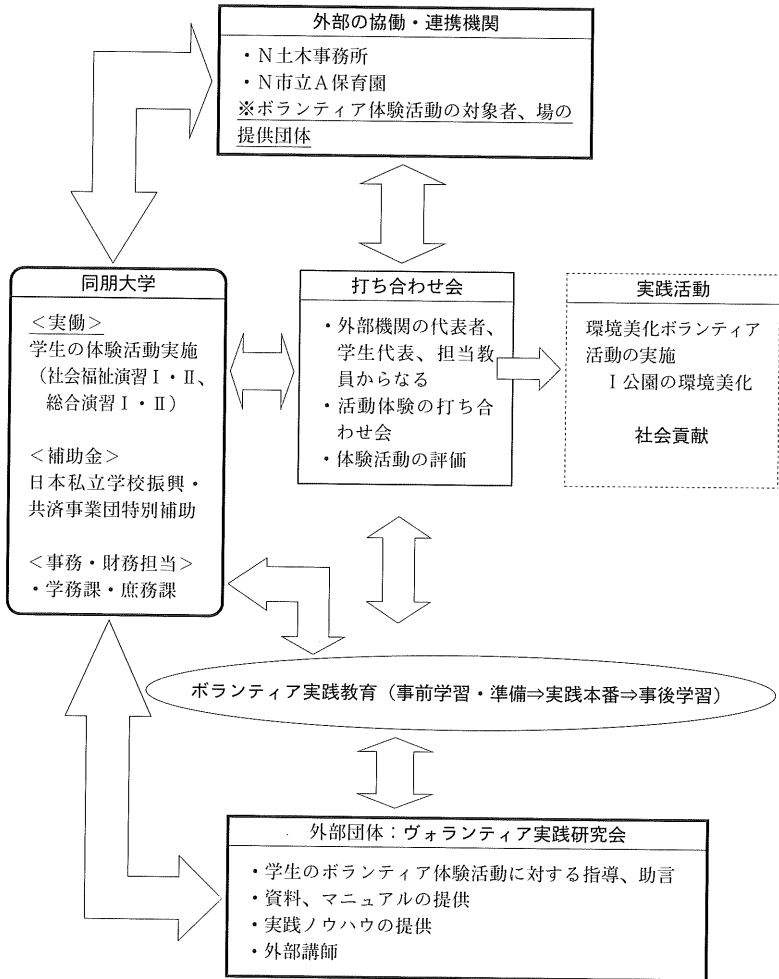 外部の協働・連携機関
・N土木事務所
・N市立A保育園
※ボランティア体験活動の対象者、場の
提供団体
同朋大学
<実働>
学生の体験活動実施
(社会福祉演習Ⅰ・Ⅱ、
総合演習Ⅰ・Ⅱ)
<補助金>
日本私立学校振興・
共済事業団特別補助
<事務・財務担当>
・学務課・庶務課
打ち合わせ会
・外部機関の代表者、
学生代表、担当教
員からなる
・活動体験の打ち合
わせ会
・体験活動の評価
実践活動
環境美化ボランティア
活動の実施
I公園の環境美化
社会貢献
ボランティア実践教育(事前学習・準備⇒実践本番⇒事後学習)
外部団体:ヴォランティア実践研究会
・学生のボランティア体験活動に対する指導、助言
・資料、マニュアルの提供
・実践ノウハウの提供
・外部講師